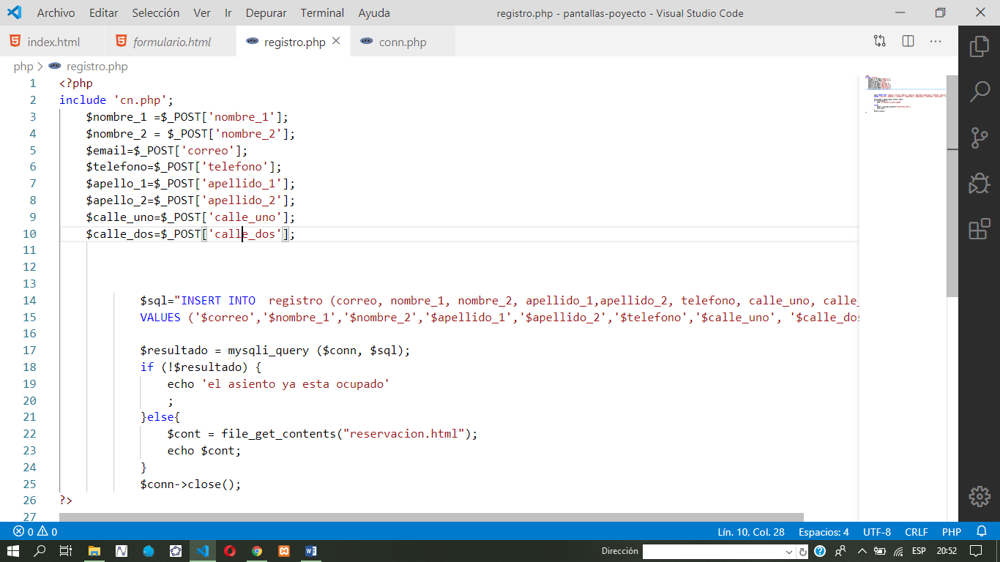 Archivo Editar Selección Ver Ir Depurar Terminal Ayuda registro.php - pantallas-poyecto - Visual Studio Code
index.html formulario.html registro.php conn.php
php > registro.php
1 <?php
2 include 'cn.php';
3 $nombre_1 =$_POST['nombre_1'];
4 $nombre_2 = $_POST['nombre_2'];
5 $email=$_POST['correo'];
6 $telefono=$_POST['telefono'];
7 $apello_1=$_POST['apellido_1'];
8 $apello_2=$_POST['apellido_2'];
9 $calle_uno=$_POST['calle_uno'];
10 $calle_dos=$_POST['calle_dos'];
11
12
13
14 $sql="INSERT INTO  registro (correo, nombre_1, nombre_2, apellido_1,apellido_2, telefono, calle_uno, calle_
15 VALUES ('$correo','$nombre_1','$nombre_2','$apellido_1','$apellido_2','$telefono','$calle_uno', '$calle_dos
16
17 $resultado = mysqli_query ($conn, $sql);
18 if (!$resultado) {
19 echo 'el asiento ya esta ocupado'
20 ;
21 }else{
22 $cont = file_get_contents("reservacion.html");
23 echo $cont;
24 }
25 $conn->close();
26 ?>
27
0 0 Lín. 10, Col. 28 Espacios: 4 UTF-8 CRLF PHP
Dirección ESP 20:52